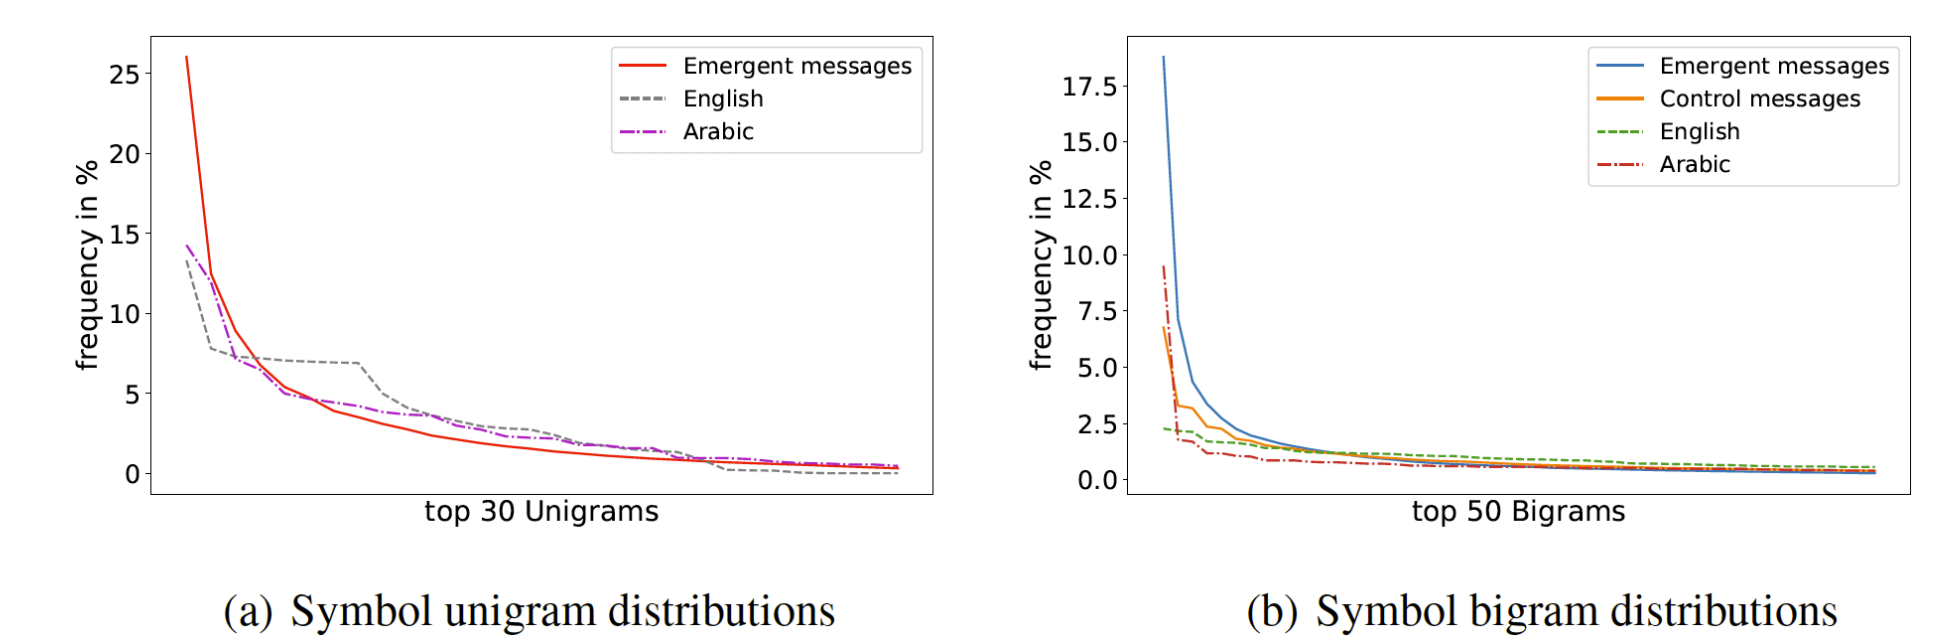 25
20
15
10
5
0
frequency in %
Emergent messages
English
Arabic
top 30 Unigrams
(a) Symbol unigram distributions
17.5
15.0
12.5
10.0
7.5
5.0
2.5
0.0
frequency in %
Emergent messages
Control messages
English
Arabic
top 50 Bigrams
(b) Symbol bigram distributions